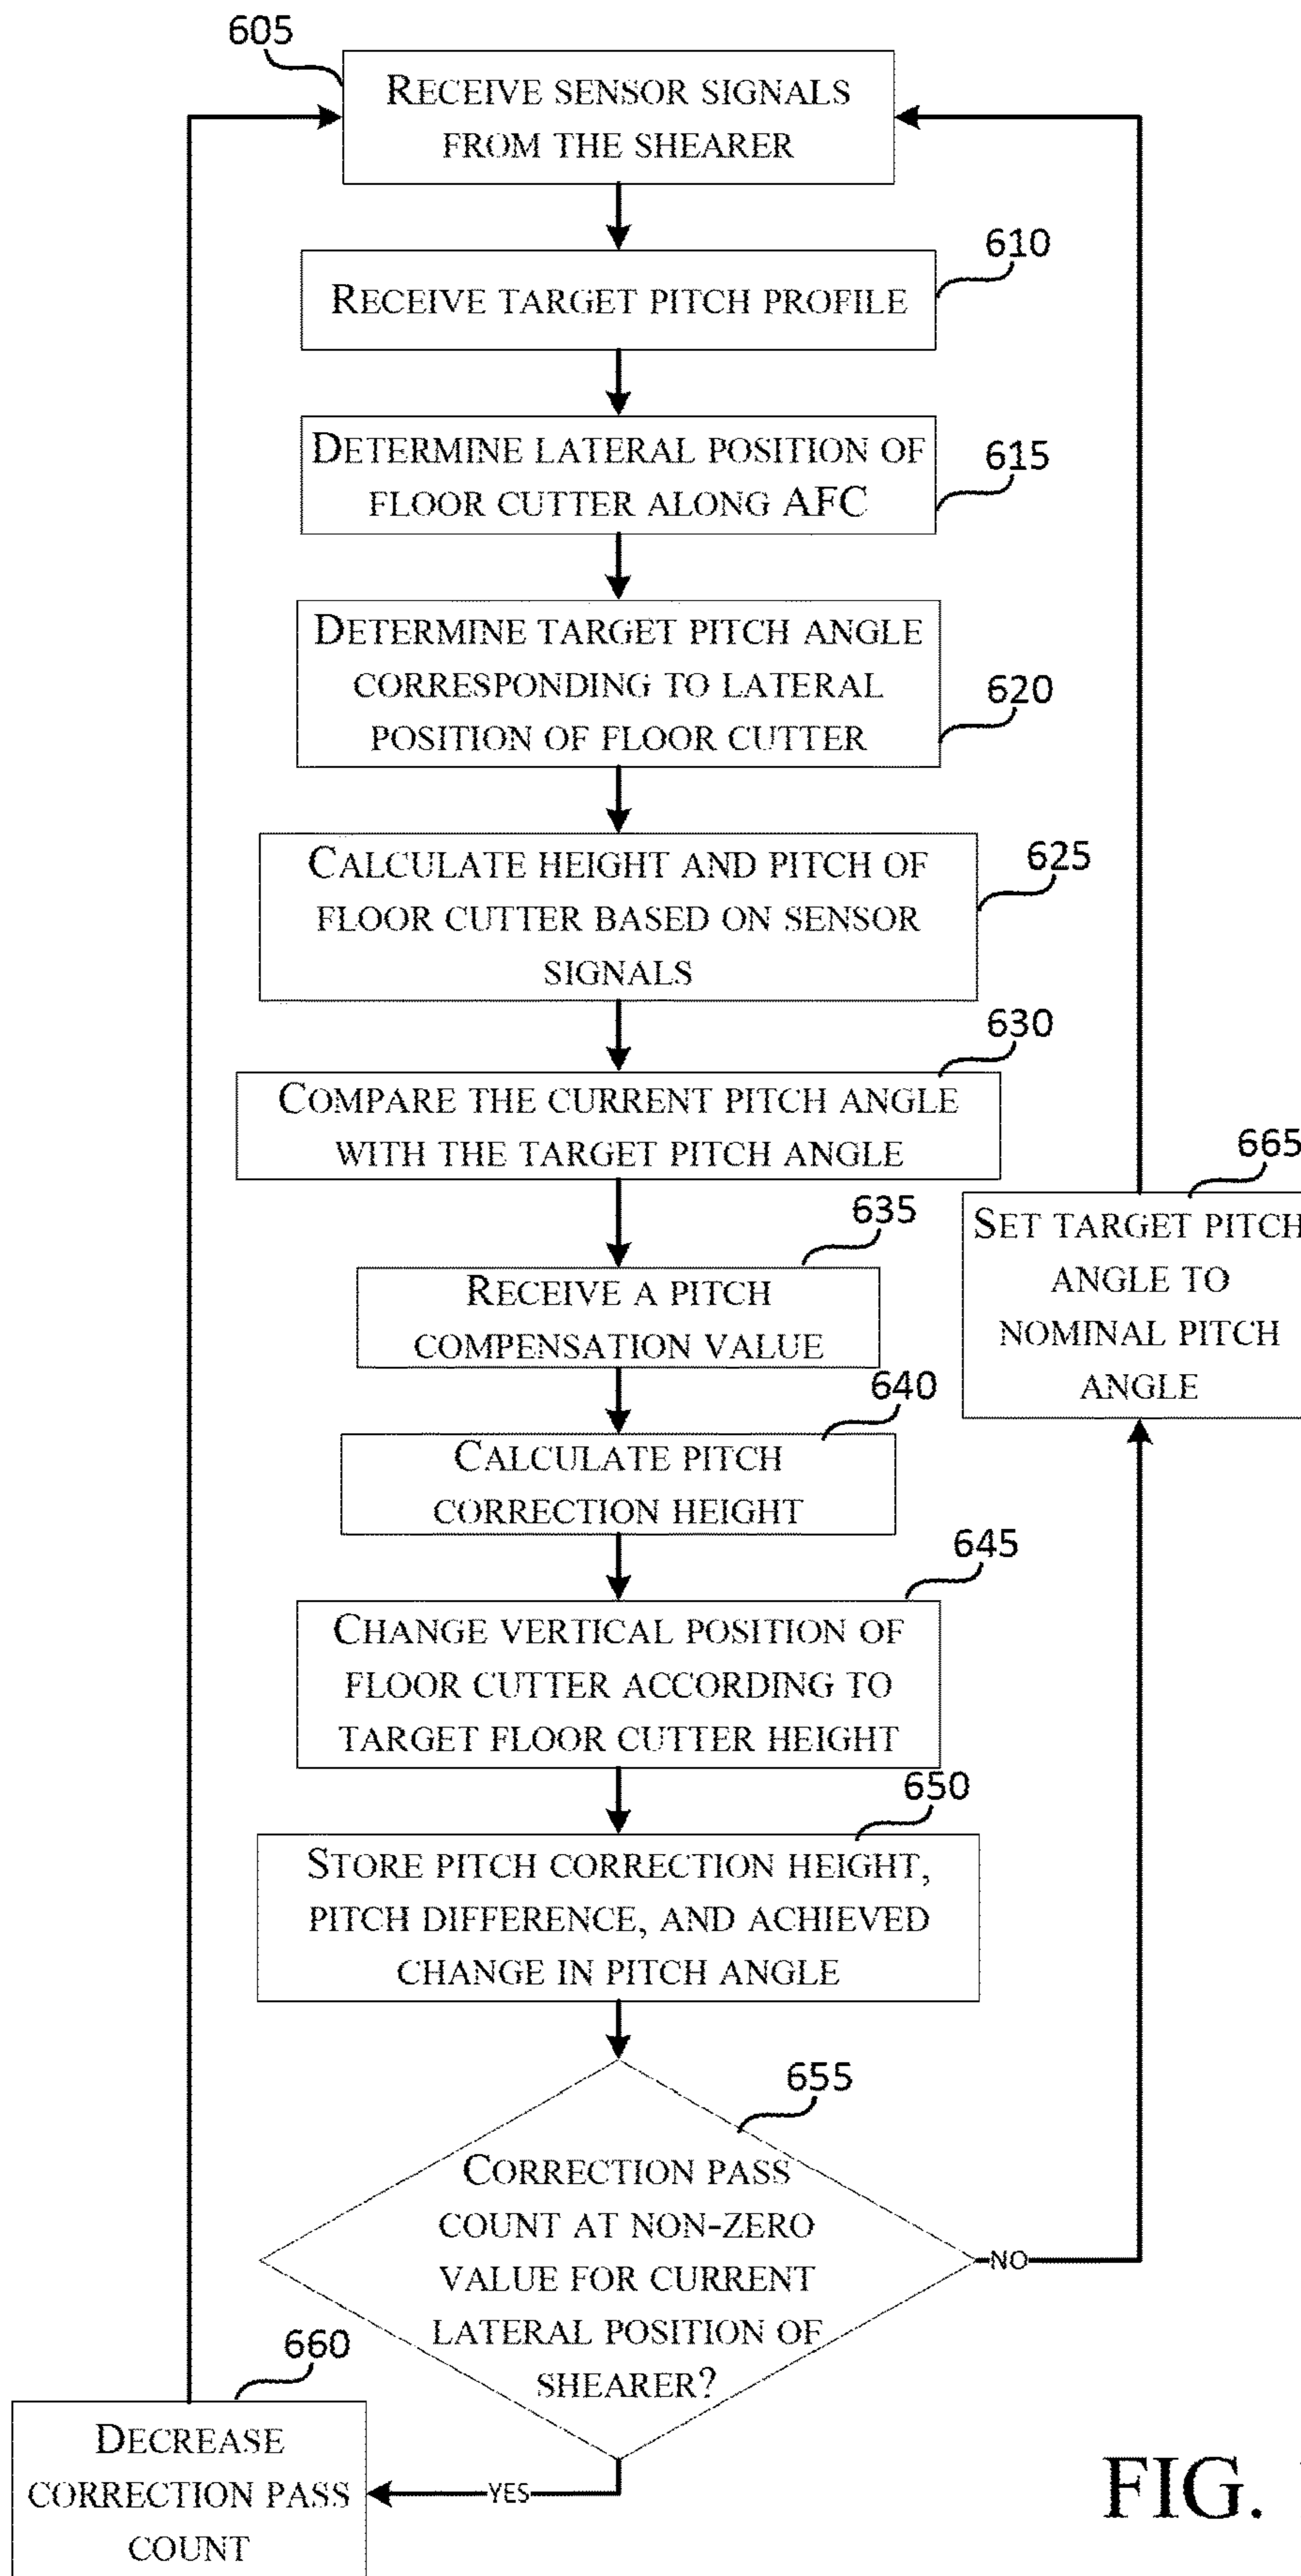 605
RECEIVE SENSOR SIGNALS
FROM THE SHEARER
610
RECEIVE TARGET PITCH PROFILE
DETERMINE LATERAL POSITION OF
FLOOR CUTTER ALONG AFC
615
DETERMINE TARGET PITCH ANGLE
CORRESPONDING TO LATERAL
POSITION OF FLOOR CUTTER
620
CALCULATE HEIGHT AND PITCH OF
FLOOR CUTTER BASED ON SENSOR
SIGNALS
625
630
COMPARE THE CURRENT PITCH ANGLE
WITH THE TARGET PITCH ANGLE
635
RECEIVE A PITCH
COMPENSATION VALUE
665
SET TARGET PITCH
ANGLE TO
NOMINAL PITCH
ANGLE
640
CALCULATE PITCH
CORRECTION HEIGHT
645
CHANGE VERTICAL POSITION OF
FLOOR CUTTER ACCORDING TO
TARGET FLOOR CUTTER HEIGHT
650
STORE PITCH CORRECTION HEIGHT,
PITCH DIFFERENCE, AND ACHIEVED
CHANGE IN PITCH ANGLE
655
CORRECTION PASS
COUNT AT NON-ZERO
VALUE FOR CURRENT
LATERAL POSITION OF
SHEARER?
NO
YES
660
DECREASE
CORRECTION PASS
COUNT
FIG.